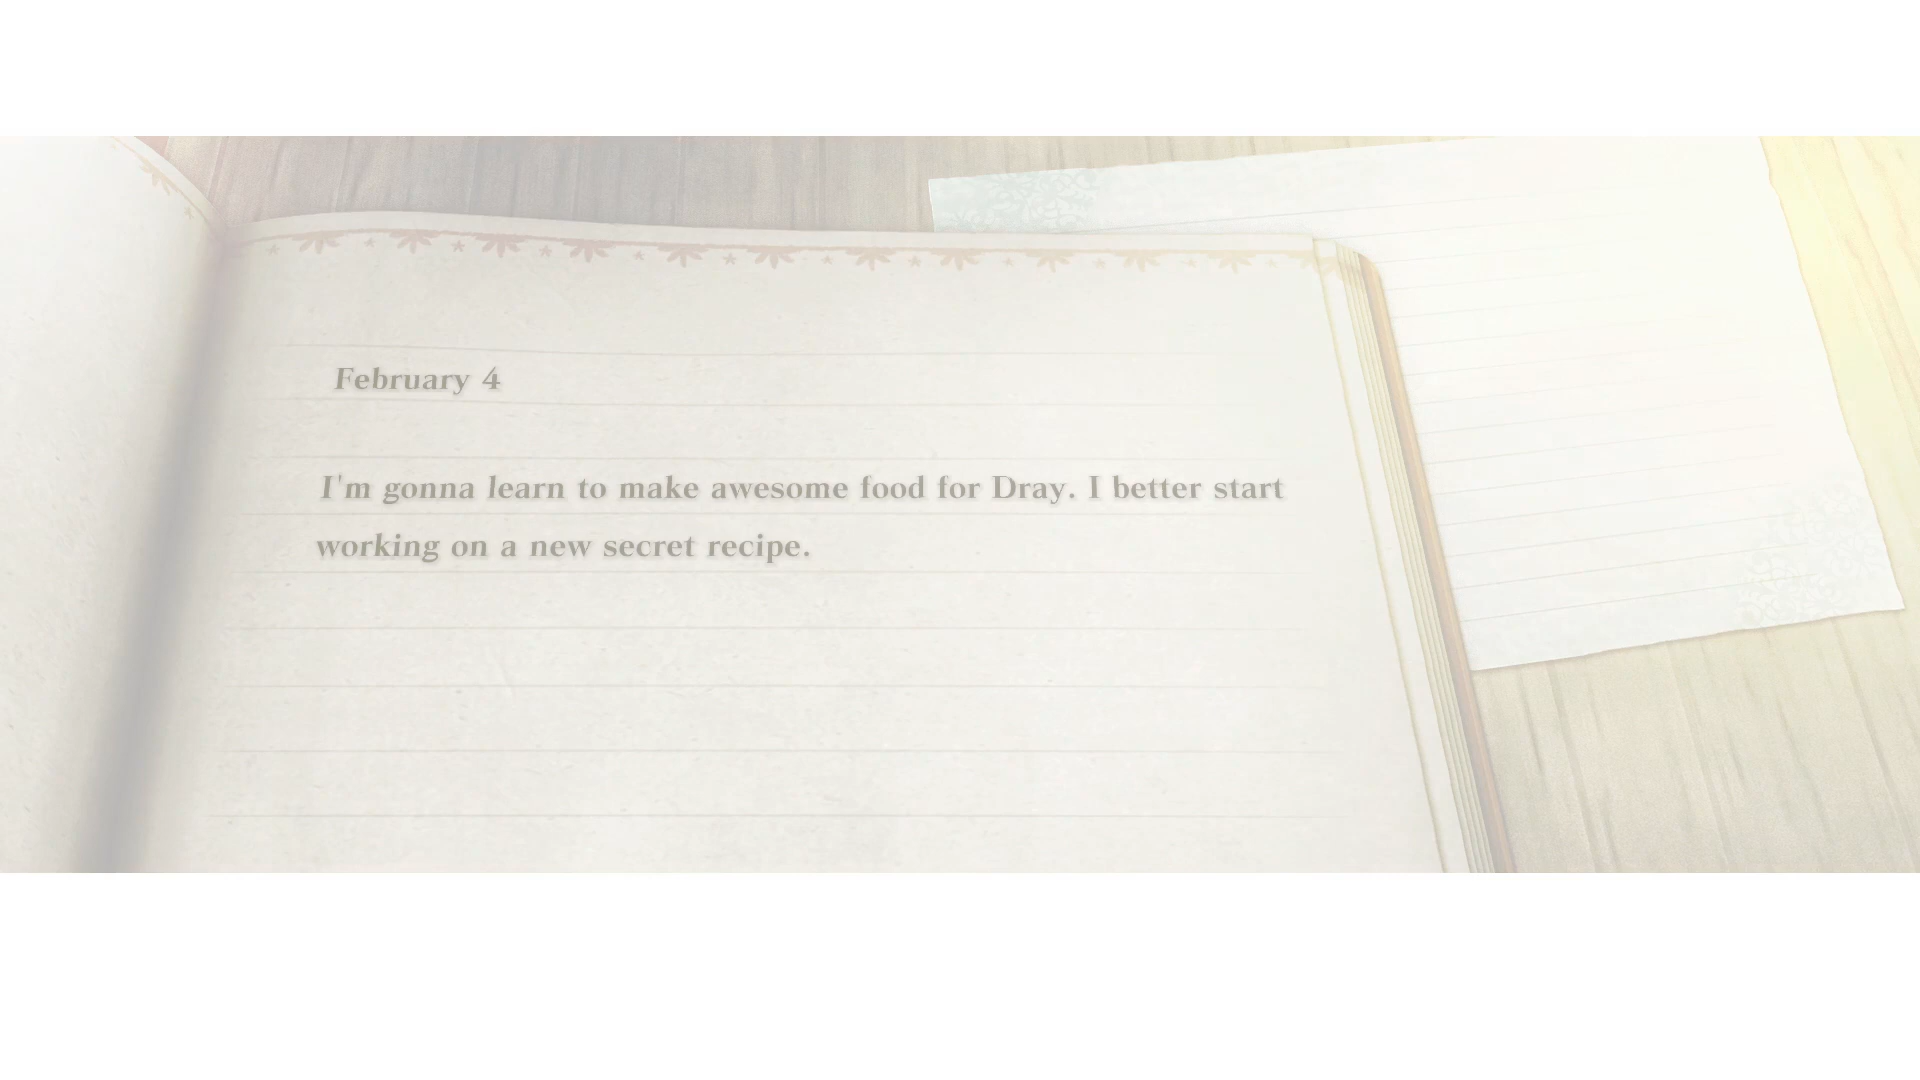 February 4
I'm gonna learn to make awesome food for Dray. I better start
working on a new secret recipe.